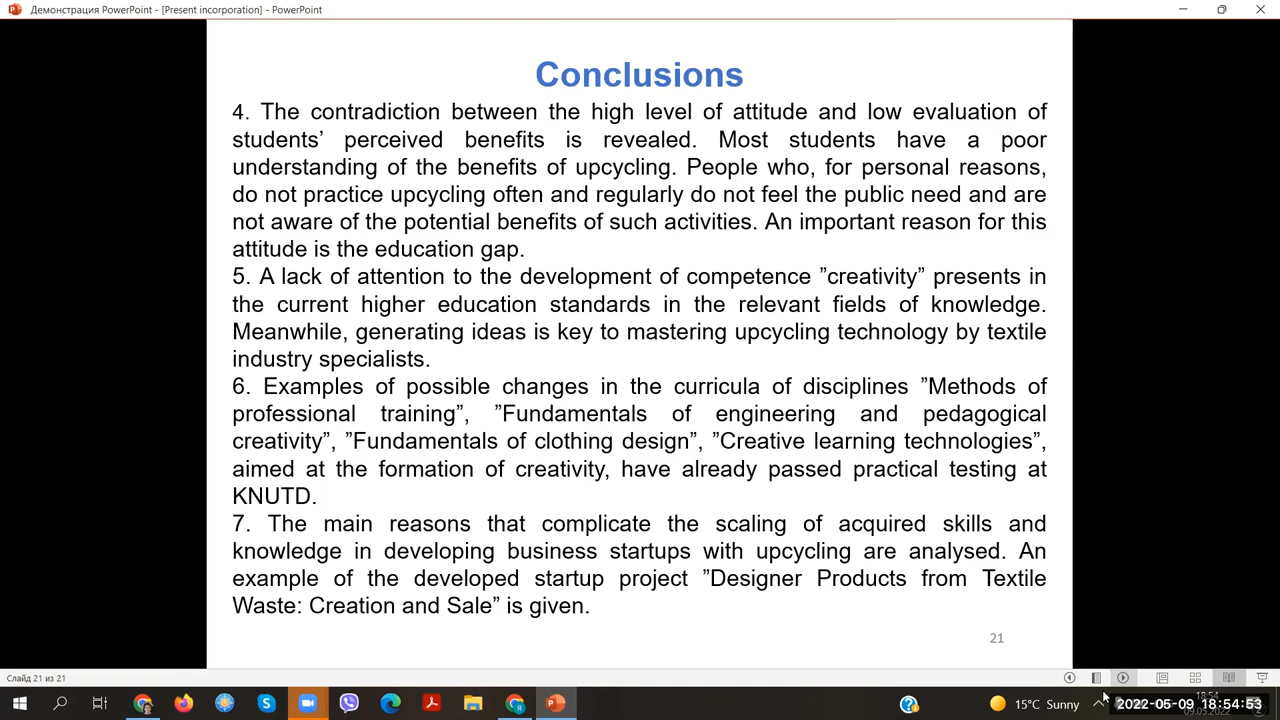 Демонстрация PowerPoint - [Present incorporation] - PowerPoint
Conclusions
4. The contradiction between the high level of attitude and low evaluation of
students’ perceived benefits is revealed. Most students have a poor
understanding of the benefits of upcycling. People who, for personal reasons,
do not practice upcycling often and regularly do not feel the public need and are
not aware of the potential benefits of such activities. An important reason for this
attitude is the education gap.
5. A lack of attention to the development of competence ”creativity” presents in
the current higher education standards in the relevant fields of knowledge.
Meanwhile, generating ideas is key to mastering upcycling technology by textile
industry specialists.
6. Examples of possible changes in the curricula of disciplines ”Methods of
professional training”, ”Fundamentals of engineering and pedagogical
creativity”, ”Fundamentals of clothing design”, ”Creative learning technologies”,
aimed at the formation of creativity, have already passed practical testing at
KNUTD.
7. The main reasons that complicate the scaling of acquired skills and
knowledge in developing business startups with upcycling are analysed. An
example of the developed startup project ”Designer Products from Textile
Waste: Creation and Sale” is given.
21
Слайд 21 из 21
15°C Sunny
18:54
2022-05-09 18:54:53
09.05.2022